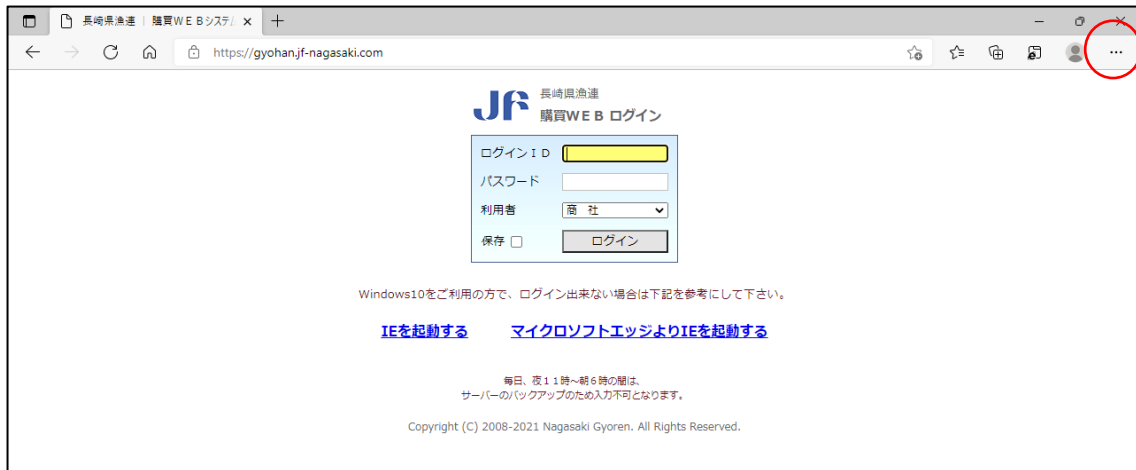 長崎県漁連 | 購買ＷＥＢシステ
https://gyohan.jf-nagasaki.com
JF 長崎県漁連
購買ＷＥＢ ログイン
ログインＩＤ
パスワード
利用者 商 社
保存 ログイン
Windows10をご利用の方で、ログイン出来ない場合は下記を参考にして下さい。
IEを起動する マイクロソフトエッジよりIEを起動する
毎日、夜１１時～朝６時の間は、
サーバーのバックアップのため入力不可となります。
Copyright (C) 2008-2021 Nagasaki Gyoren. All Rights Reserved.